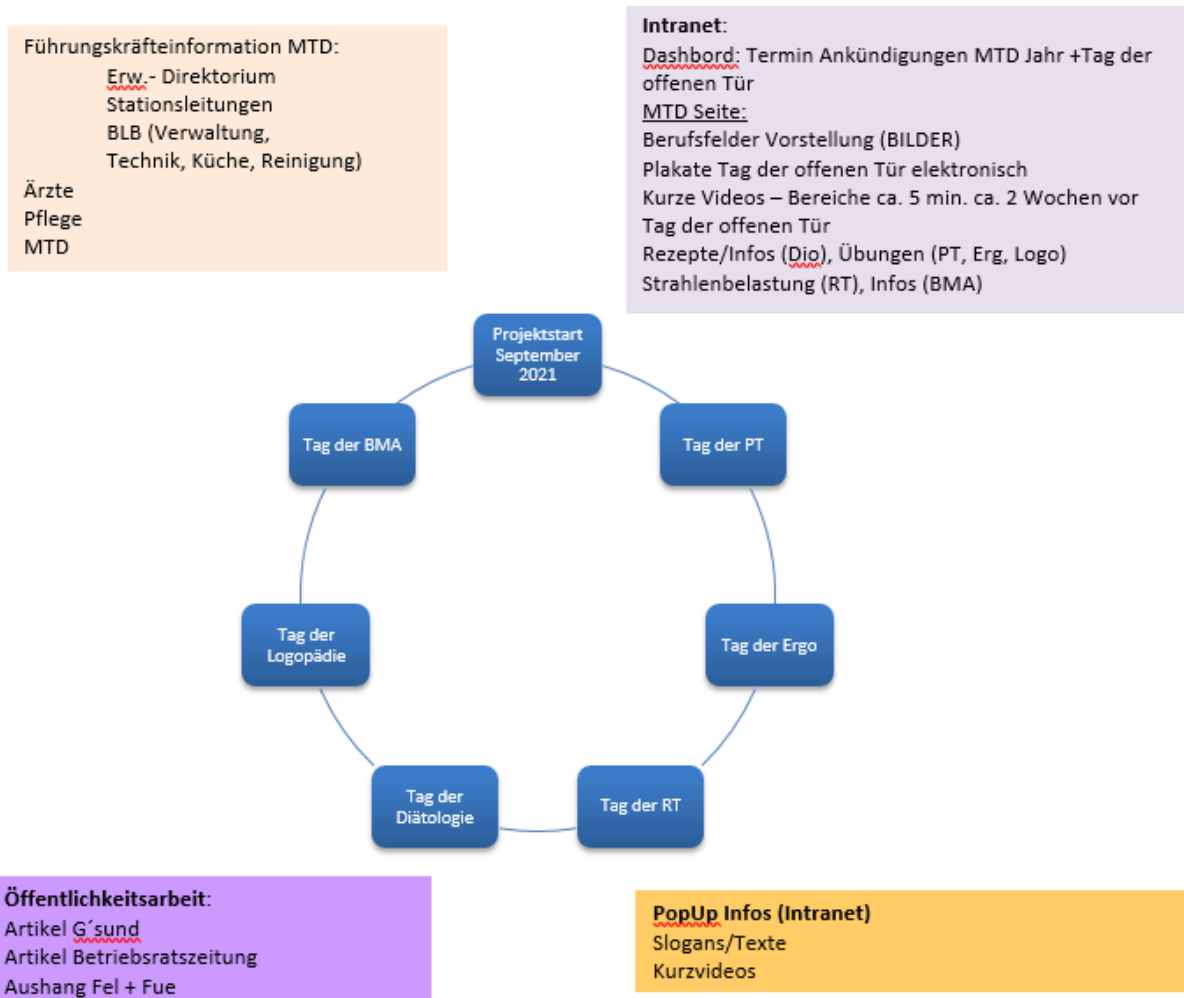 Führungskräfteinformation MTD:
Erw.- Direktorium
Stationsleitungen
BLB (Verwaltung,
Technik, Küche, Reinigung)
Ärzte
Pflege
MTD
Intranet:
Dashbord: Termin Ankündigungen MTD Jahr +Tag der
offenen Tür
MTD Seite:
Berufsfelder Vorstellung (BILDER)
Plakate Tag der offenen Tür elektronisch
Kurze Videos – Bereiche ca. 5 min. ca. 2 Wochen vor
Tag der offenen Tür
Rezepte/Infos (Dio), Übungen (PT, Erg, Logo)
Strahlenbelastung (RT), Infos (BMA)
Projektstart
September
2021
Tag der PT
Tag der Ergo
Tag der RT
Tag der
Diätologie
Tag der
Logopädie
Tag der BMA
Öffentlichkeitsarbeit:
Artikel G´sund
Artikel Betriebsratszeitung
Aushang Fel + Fue
PopUp Infos (Intranet)
Slogans/Texte
Kurzvideos